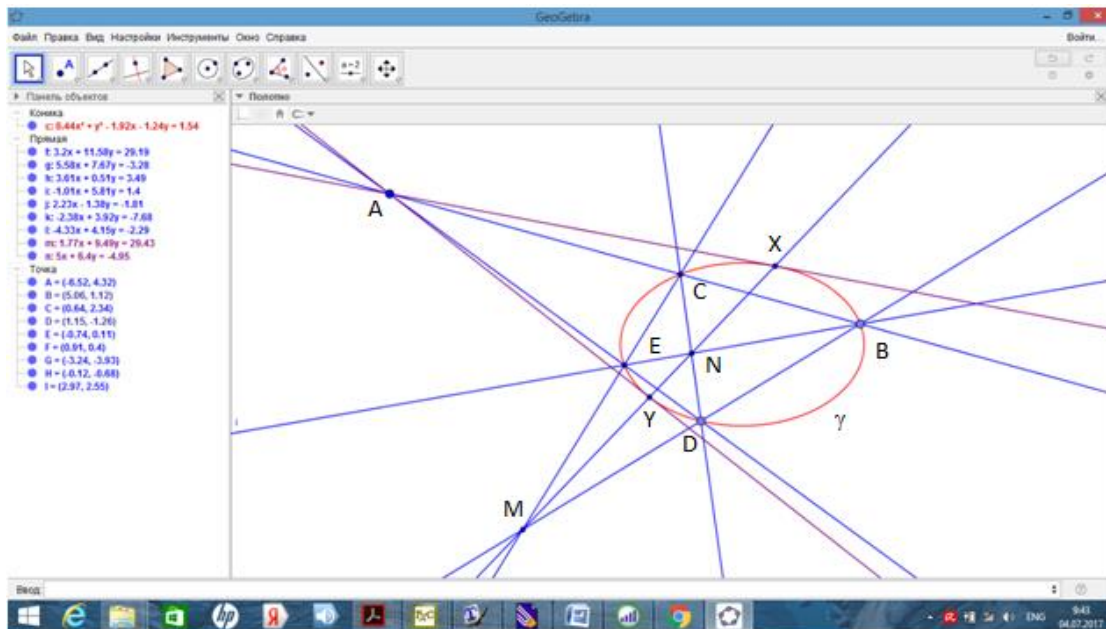 GeoGebra
Файл Правка Вид Настройки Инструменты Окно Справка
Войти...
Панель объектов
Полотно
Коника
c: 0.44x² + y² - 1.92x - 1.24y = 1.54
Прямая
f: 3.2x + 11.58y = 29.19
g: 5.58x + 7.67y = -3.28
h: 3.61x + 0.51y = 3.49
i: -1.01x + 5.81y = 1.4
j: 2.23x - 1.38y = -1.81
k: -2.38x + 3.92y = -7.68
l: -4.33x + 4.15y = -2.29
m: 1.77x + 9.49y = 29.43
n: 5x + 6.4y = -4.95
Точка
A = (-6.52, 4.32)
B = (5.06, 1.12)
C = (0.64, 2.34)
D = (1.15, -1.26)
E = (-0.74, 0.11)
F = (0.91, 0.4)
G = (-3.24, -3.93)
H = (-0.12, -0.68)
I = (2.97, 2.55)
A
X
C
B
E
N
Y
D
γ
M
Ввод:
ENG
9:43
04.07.2017